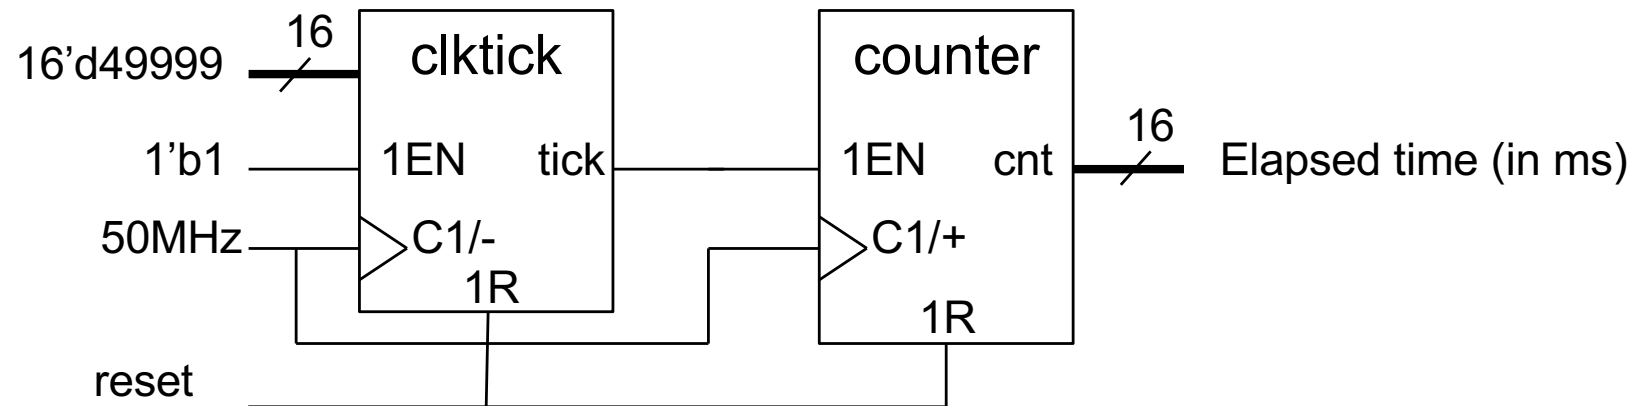 16
clktick
counter
16'd49999
16
1'b1
1EN
tick
1EN
cnt
Elapsed time (in ms)
50MHz
C1/-
C1/+
1R
1R
reset